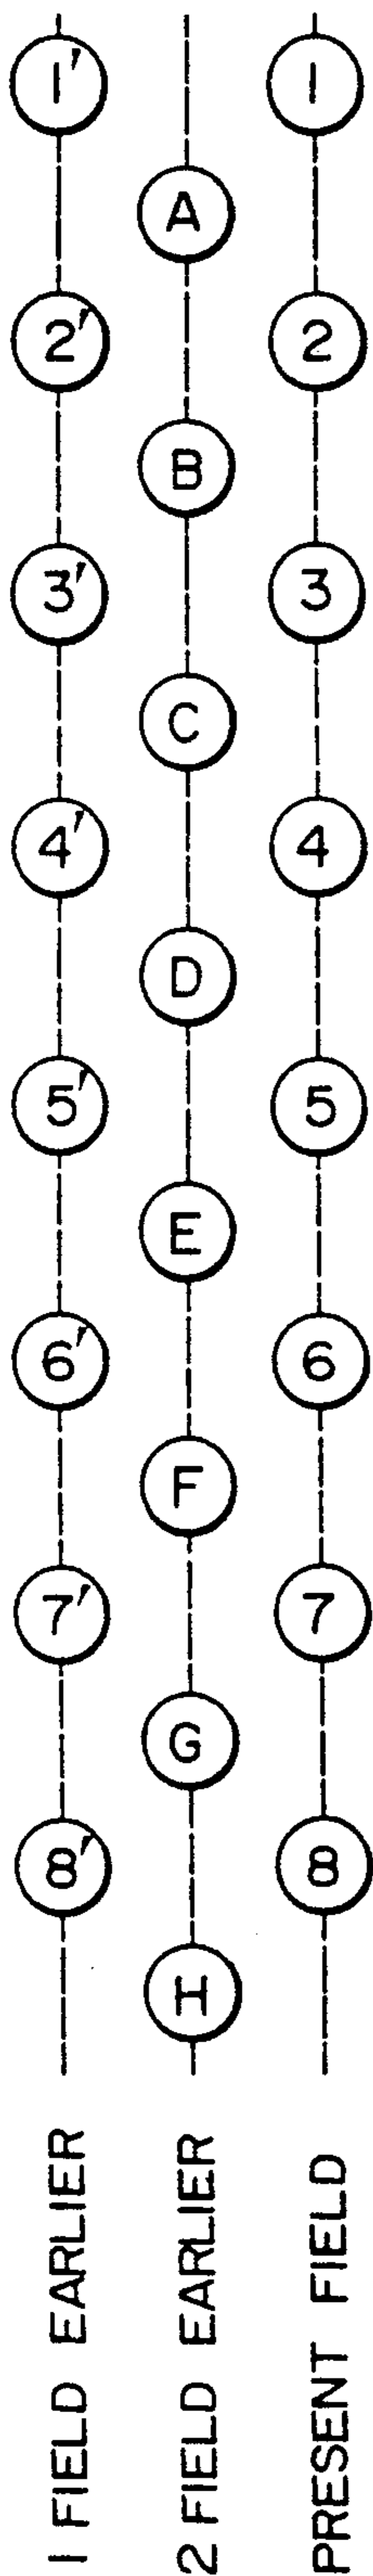 1 FIELD EARLIER 8' 7' 6' 5' 4' 3' 2' 1'
2 FIELD EARLIER H G F E D C B A
PRESENT FIELD 8 7 6 5 4 3 2 1